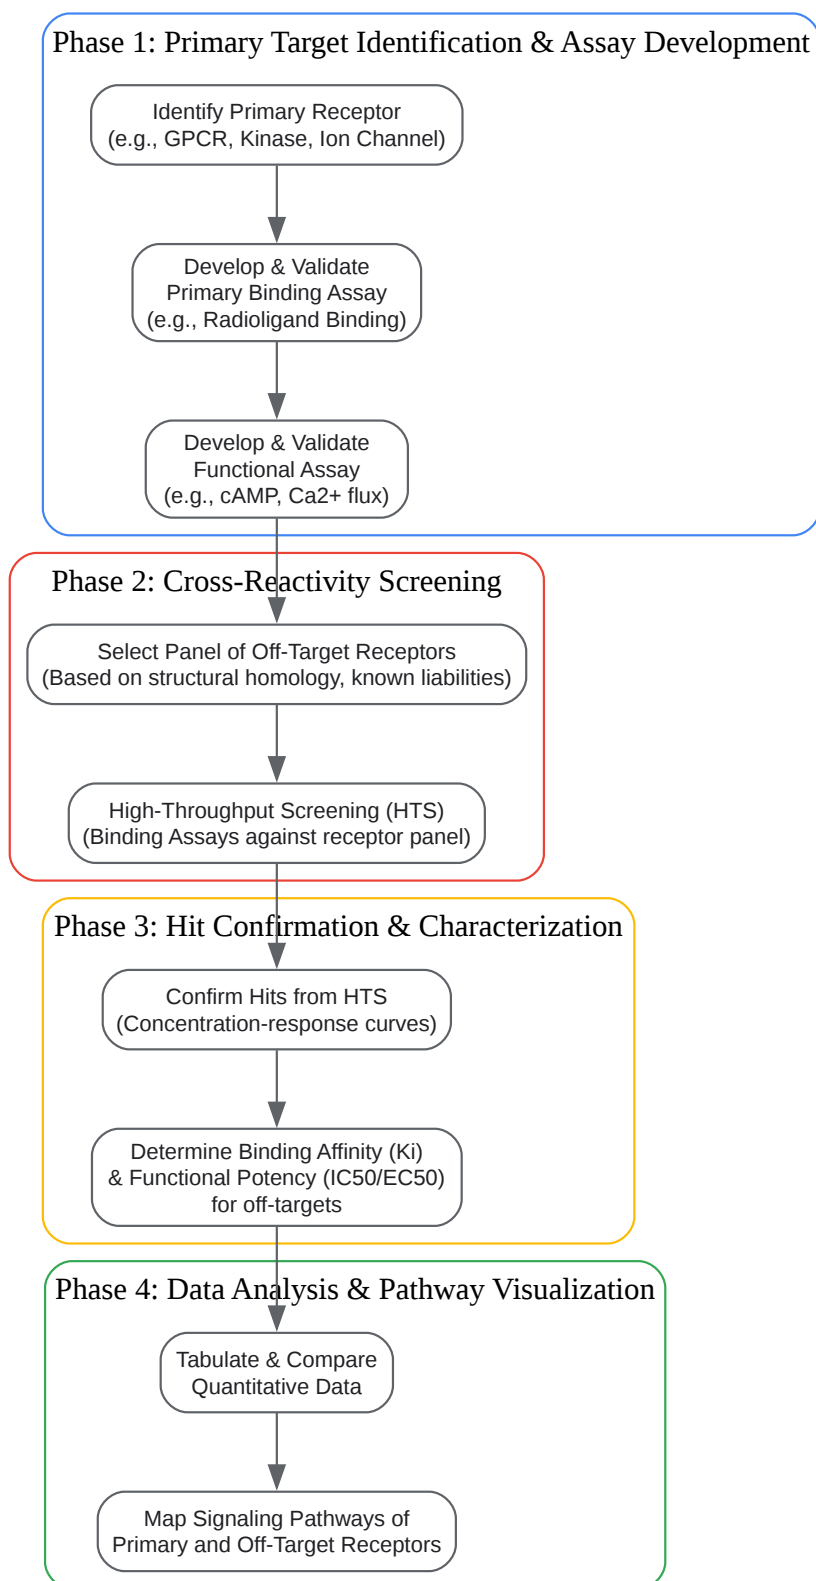 Phase 1: Primary Target Identification & Assay Development
Identify Primary Receptor
(e.g., GPCR, Kinase, Ion Channel)
Develop & Validate
Primary Binding Assay
(e.g., Radioligand Binding)
Develop & Validate
Functional Assay
(e.g., cAMP, Ca2+ flux)
Phase 2: Cross-Reactivity Screening
Select Panel of Off-Target Receptors
(Based on structural homology, known liabilities)
High-Throughput Screening (HTS)
(Binding Assays against receptor panel)
Phase 3: Hit Confirmation & Characterization
Confirm Hits from HTS
(Concentration-response curves)
Determine Binding Affinity (Ki)
& Functional Potency (IC50/EC50)
for off-targets
Phase 4: Data Analysis & Pathway Visualization
Tabulate & Compare
Quantitative Data
Map Signaling Pathways of
Primary and Off-Target Receptors